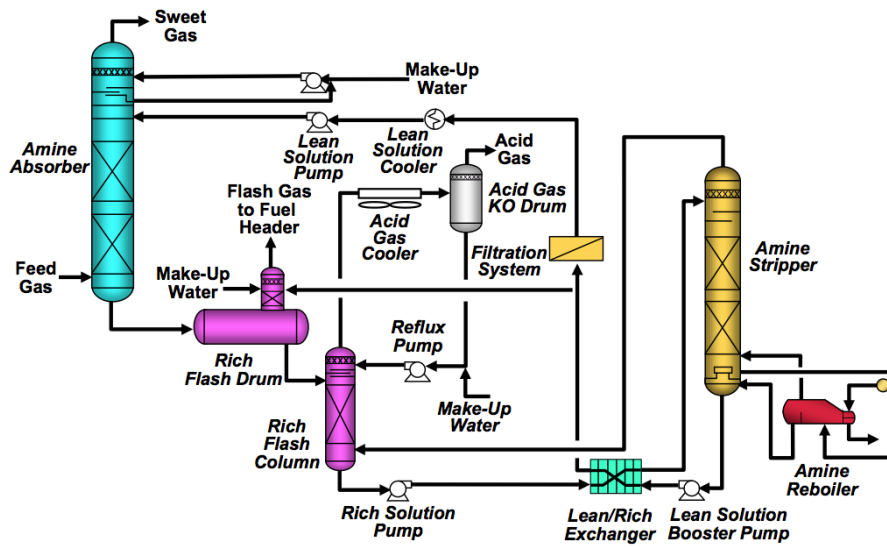 Sweet
Gas
Make-Up
Water
Amine
Absorber
Lean
Solution
Pump
Lean
Solution
Cooler
Acid
Gas
Acid Gas
KO Drum
Flash Gas
to Fuel
Header
Acid
Gas
Cooler
Filtration
System
Amine
Stripper
Feed
Gas
Make-Up
Water
Reflux
Pump
Rich
Flash Drum
Make-Up
Water
Rich
Flash
Column
Amine
Reboiler
Rich Solution
Pump
Lean/Rich
Exchanger
Lean Solution
Booster Pump